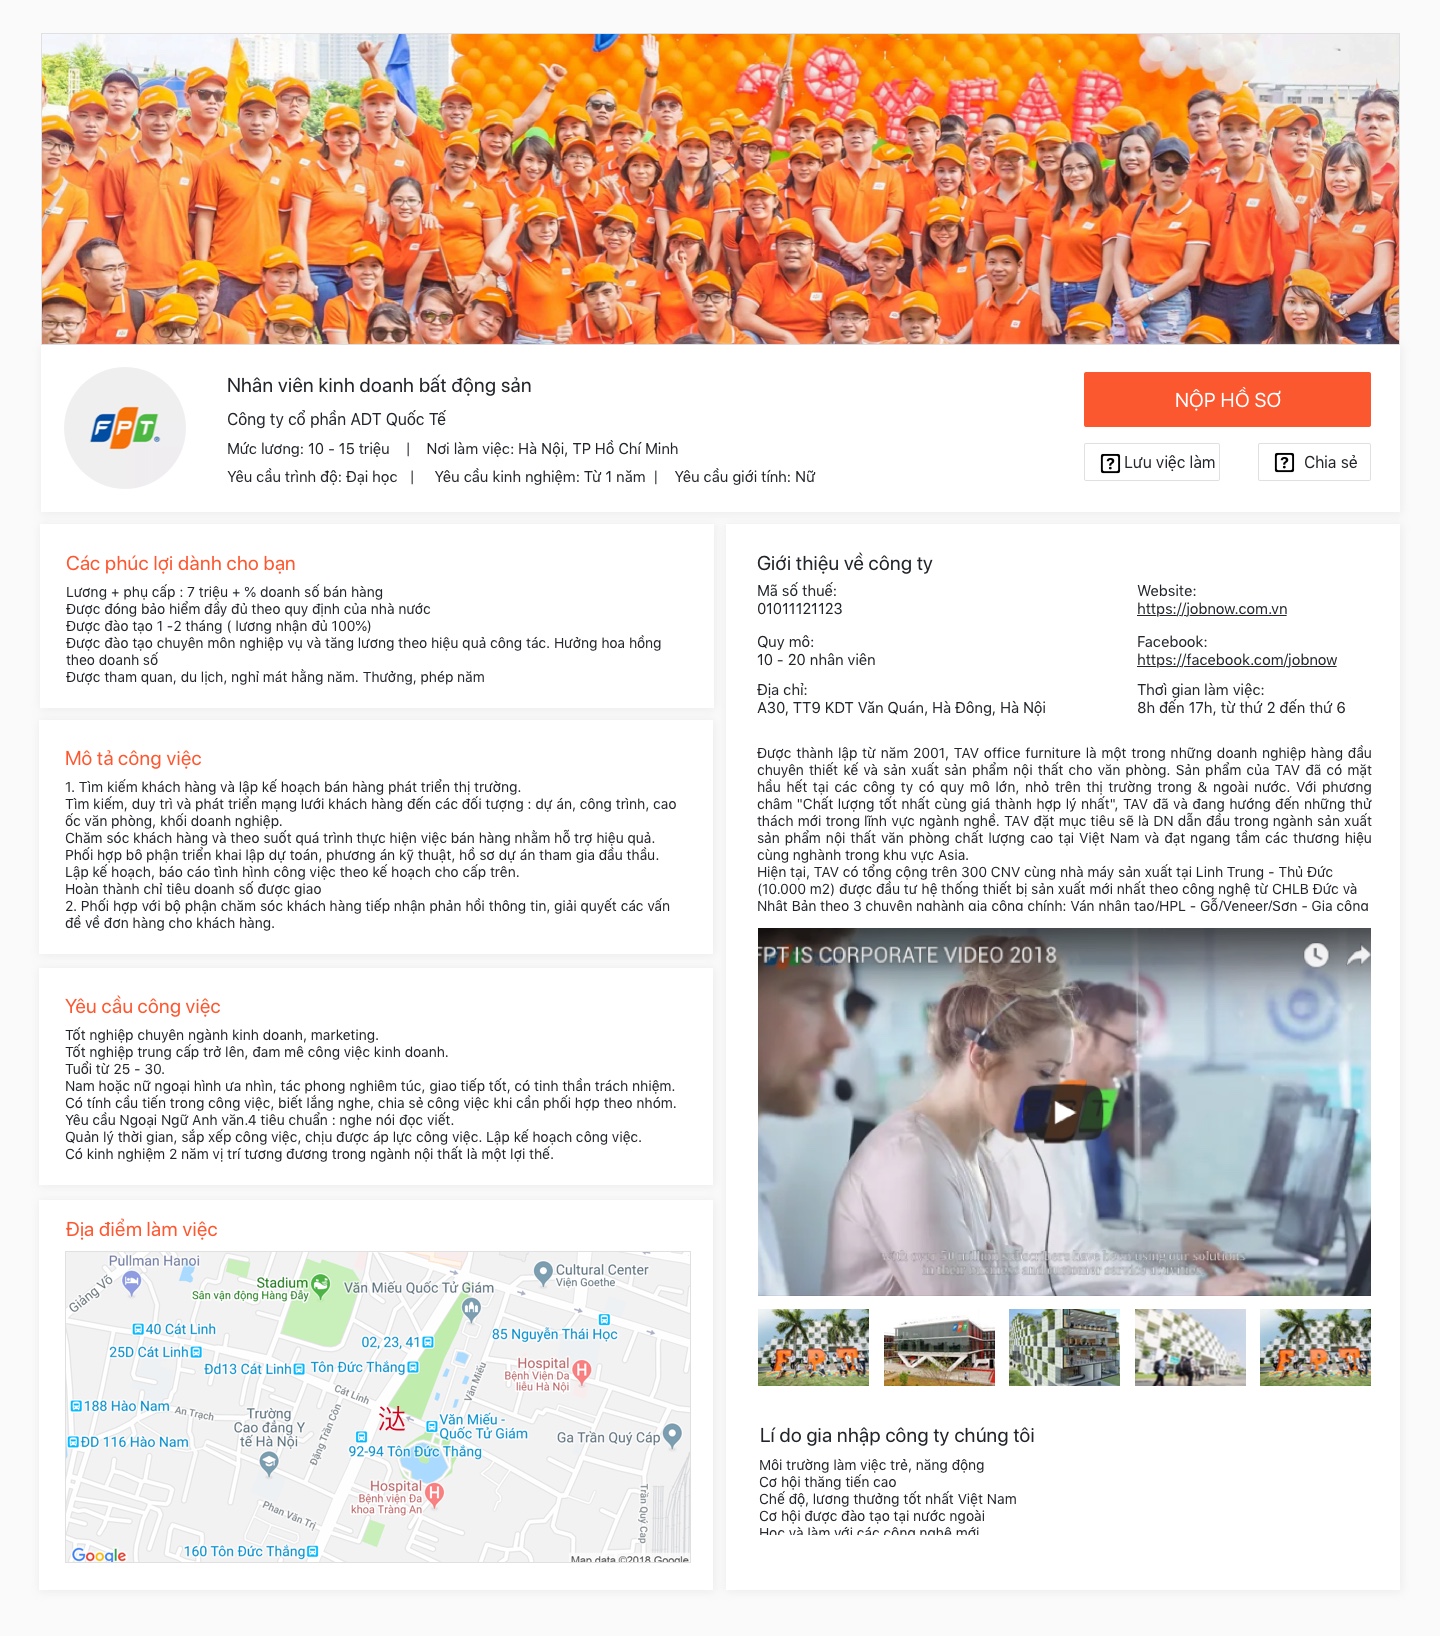 28 YEAR
FPT
Nhân viên kinh doanh bất động sản
Công ty cổ phần ADT Quốc Tế
Mức lương: 10 - 15 triệu | Nơi làm việc: Hà Nội, TP Hồ Chí Minh
Yêu cầu trình độ: Đại học | Yêu cầu kinh nghiệm: Từ 1 năm | Yêu cầu giới tính: Nữ
NỘP HỒ SƠ
Lưu việc làm
Chia sẻ
Các phúc lợi dành cho bạn
Lương + phụ cấp : 7 triệu + % doanh số bán hàng
Được đóng bảo hiểm đầy đủ theo quy định của nhà nước
Được đào tạo 1 -2 tháng ( lương nhận đủ 100%)
Được đào tạo chuyên môn nghiệp vụ và tăng lương theo hiệu quả công tác. Hưởng hoa hồng
theo doanh số
Được tham quan, du lịch, nghỉ mát hằng năm. Thưởng, phép năm
Mô tả công việc
1. Tìm kiếm khách hàng và lập kế hoạch bán hàng phát triển thị trường.
Tìm kiếm, duy trì và phát triển mạng lưới khách hàng đến các đối tượng : dự án, công trình, cao
ốc văn phòng, khối doanh nghiệp.
Chăm sóc khách hàng và theo suốt quá trình thực hiện việc bán hàng nhằm hỗ trợ hiệu quả.
Phối hợp bô phận triển khai lập dự toán, phương án kỹ thuật, hồ sơ dự án tham gia đấu thầu.
Lập kế hoạch, báo cáo tình hình công việc theo kế hoạch cho cấp trên.
Hoàn thành chỉ tiêu doanh số được giao
2. Phối hợp với bộ phận chăm sóc khách hàng tiếp nhận phản hồi thông tin, giải quyết các vấn
đề về đơn hàng cho khách hàng.
Yêu cầu công việc
Tốt nghiệp chuyên ngành kinh doanh, marketing.
Tốt nghiệp trung cấp trở lên, đam mê công việc kinh doanh.
Tuổi từ 25 - 30.
Nam hoặc nữ ngoại hình ưa nhìn, tác phong nghiêm túc, giao tiếp tốt, có tinh thần trách nhiệm.
Có tính cầu tiến trong công việc, biết lắng nghe, chia sẻ công việc khi cần phối hợp theo nhóm.
Yêu cầu Ngoại Ngữ Anh văn.4 tiêu chuẩn : nghe nói đọc viết.
Quản lý thời gian, sắp xếp công việc, chịu được áp lực công việc. Lập kế hoạch công việc.
Có kinh nghiệm 2 năm vị trí tương đương trong ngành nội thất là một lợi thế.
Địa điểm làm việc
Pullman Hanoi
Giảng Võ
Stadium
Sân vận động Hàng Đẫy
Văn Miếu Quốc Tử Giám
Cultural Center
Viện Goethe
40 Cát Linh
25D Cát Linh
02, 23, 41
85 Nguyễn Thái Học
Đd13 Cát Linh
Tôn Đức Thắng
Hospital
Bệnh Viện Da
liễu Hà Nội
Cát Linh
Văn Miếu
188 Hào Nam
An Trạch
Trường
Cao đẳng Y
tế Hà Nội
Đặng Trần Côn
泆
Văn Miếu -
Quốc Tử Giám
Ga Trần Quý Cáp
ĐD 116 Hào Nam
92-94 Tôn Đức Thắng
Hospital
Bệnh viện Đa
khoa Tràng An
Trần Quý Cap
Phan Văn Trị
160 Tôn Đức Thắng
Google
Map data ©2018 Google
Giới thiệu về công ty
Mã số thuế:
01011121123
Website:
https://jobnow.com.vn
Quy mô:
10 - 20 nhân viên
Facebook:
https://facebook.com/jobnow
Địa chỉ:
A30, TT9 KDT Văn Quán, Hà Đông, Hà Nội
Thơì gian làm việc:
8h đến 17h, từ thứ 2 đến thứ 6
Được thành lập từ năm 2001, TAV office furniture là một trong những doanh nghiệp hàng đầu
chuyên thiết kế và sản xuất sản phẩm nội thất cho văn phòng. Sản phẩm của TAV đã có mặt
hầu hết tại các công ty có quy mô lớn, nhỏ trên thị trường trong & ngoài nước. Với phương
châm "Chất lượng tốt nhất cùng giá thành hợp lý nhất", TAV đã và đang hướng đến những thử
thách mới trong lĩnh vực ngành nghề. TAV đặt mục tiêu sẽ là DN dẫn đầu trong ngành sản xuất
sản phẩm nội thất văn phòng chất lượng cao tại Việt Nam và đạt ngang tầm các thương hiệu
cùng nghành trong khu vực Asia.
Hiện tại, TAV có tổng cộng trên 300 CNV cùng nhà máy sản xuất tại Linh Trung - Thủ Đức
(10.000 m2) được đầu tư hệ thống thiết bị sản xuất mới nhất theo công nghệ từ CHLB Đức và
Nhật Bản theo 3 chuyên nghành gia công chính: Ván nhân tạo/HPL - Gỗ/Veneer/Sơn - Gia công
FPT IS CORPORATE VIDEO 2018
subscribers have been using our solutions
in their business and customer service activities
FPT
FPT
FPT
Lí do gia nhập công ty chúng tôi
Môi trường làm việc trẻ, năng động
Cơ hội thăng tiến cao
Chế độ, lương thưởng tốt nhất Việt Nam
Cơ hội được đào tạo tại nước ngoài
Học và làm với các công nghệ mới